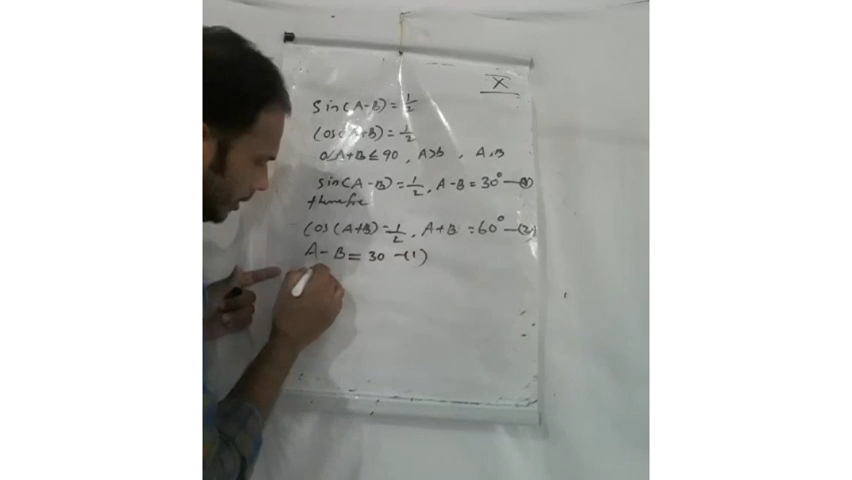 X
Sin(A-B)=1/2
Cos(A+B)=1/2
0<A+B≤90, A>b, A,B
sin(A-B)=1/2, A-B=30°-(1)
therefre
Cos(A+B)=1/2, A+B=60°-(2)
A-B=30-(1)